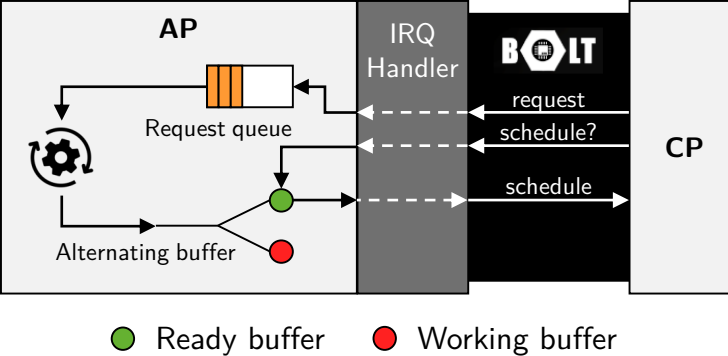 AP
IRQ
Handler
BOLT
request
Request queue
schedule?
CP
schedule
Alternating buffer
Ready buffer
Working buffer